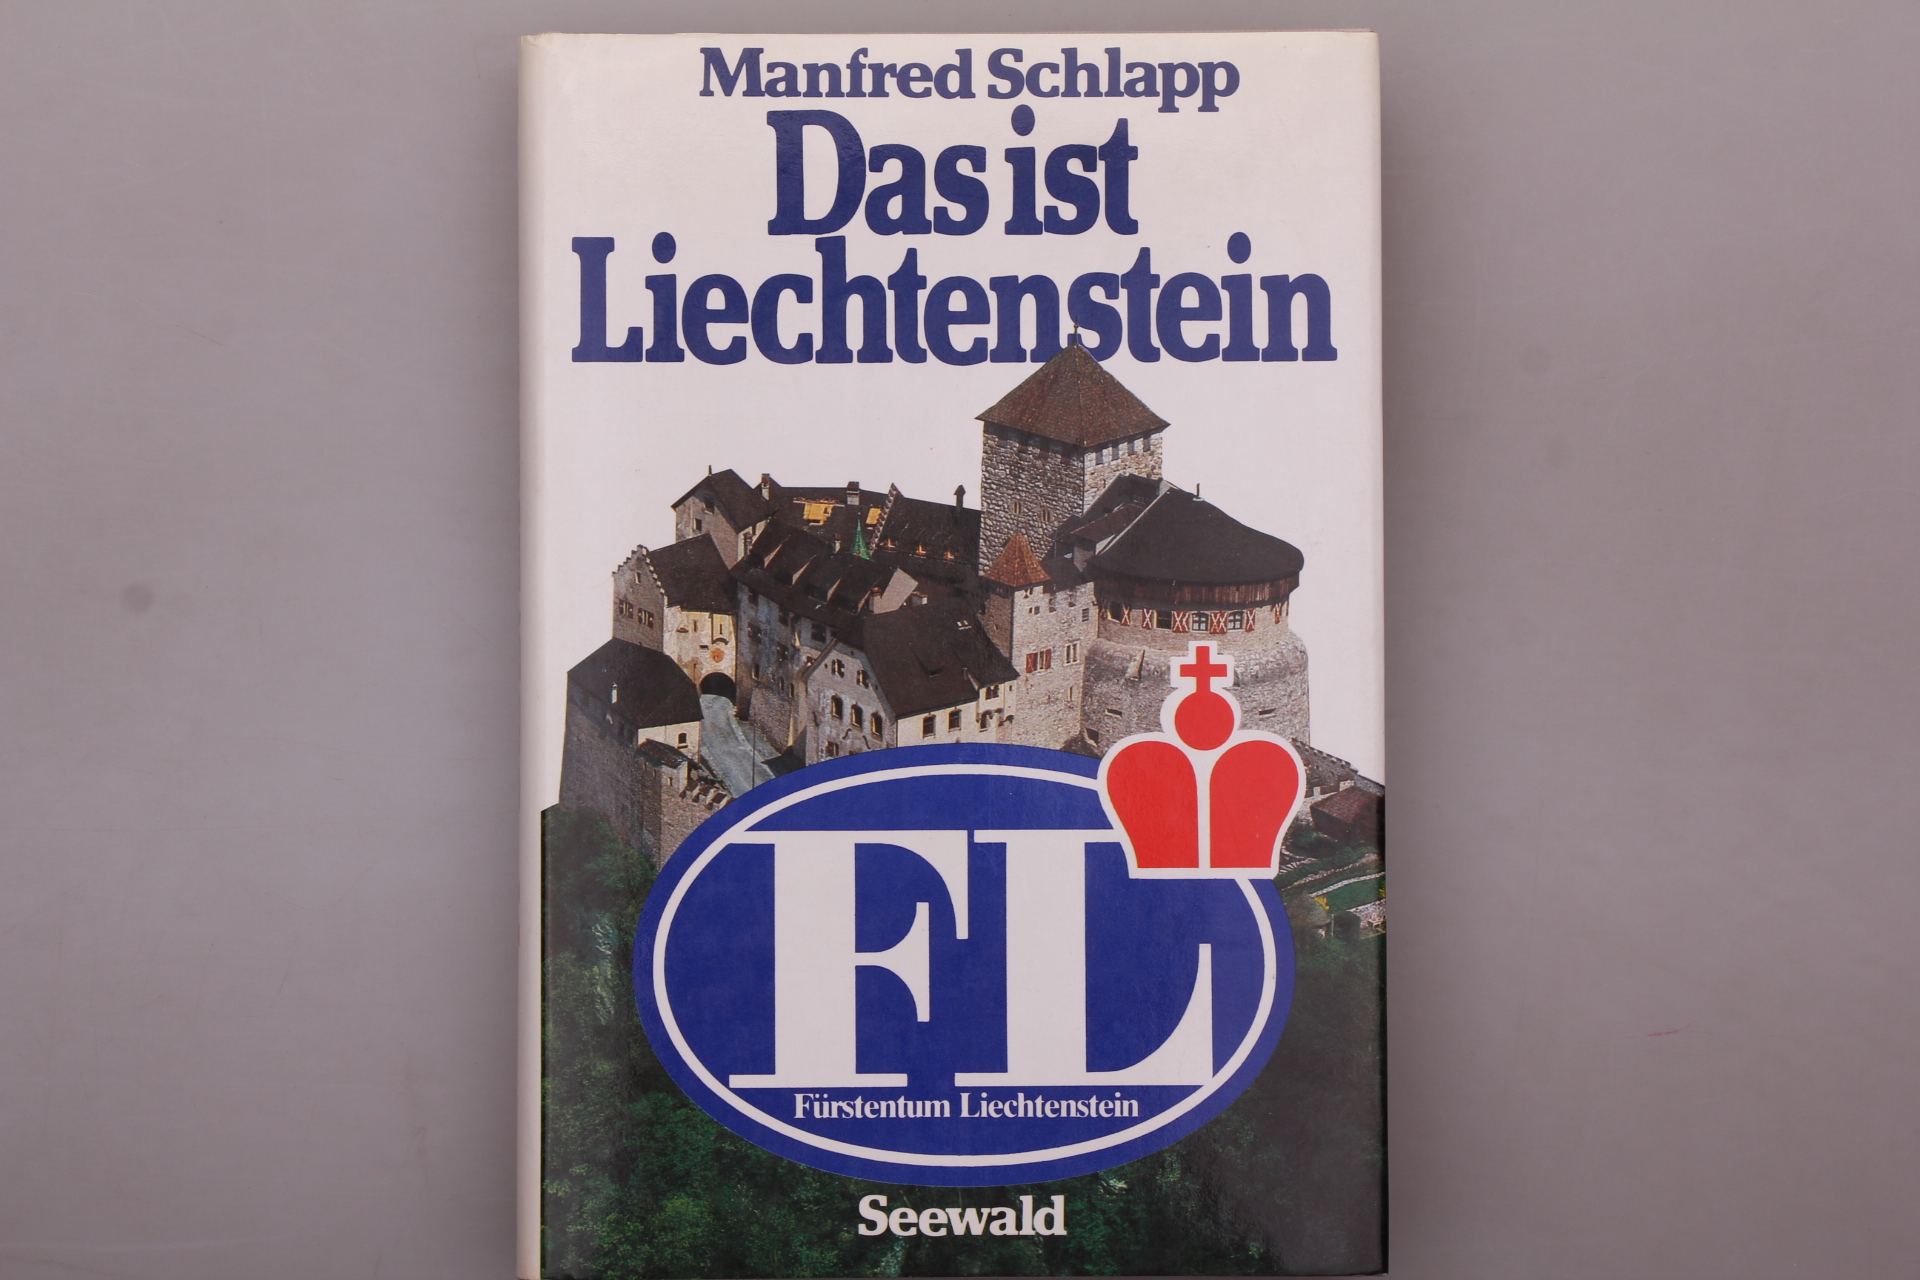 Manfred Schlapp
Das ist
Liechtenstein
FL
Fürstentum Liechtenstein
Seewald